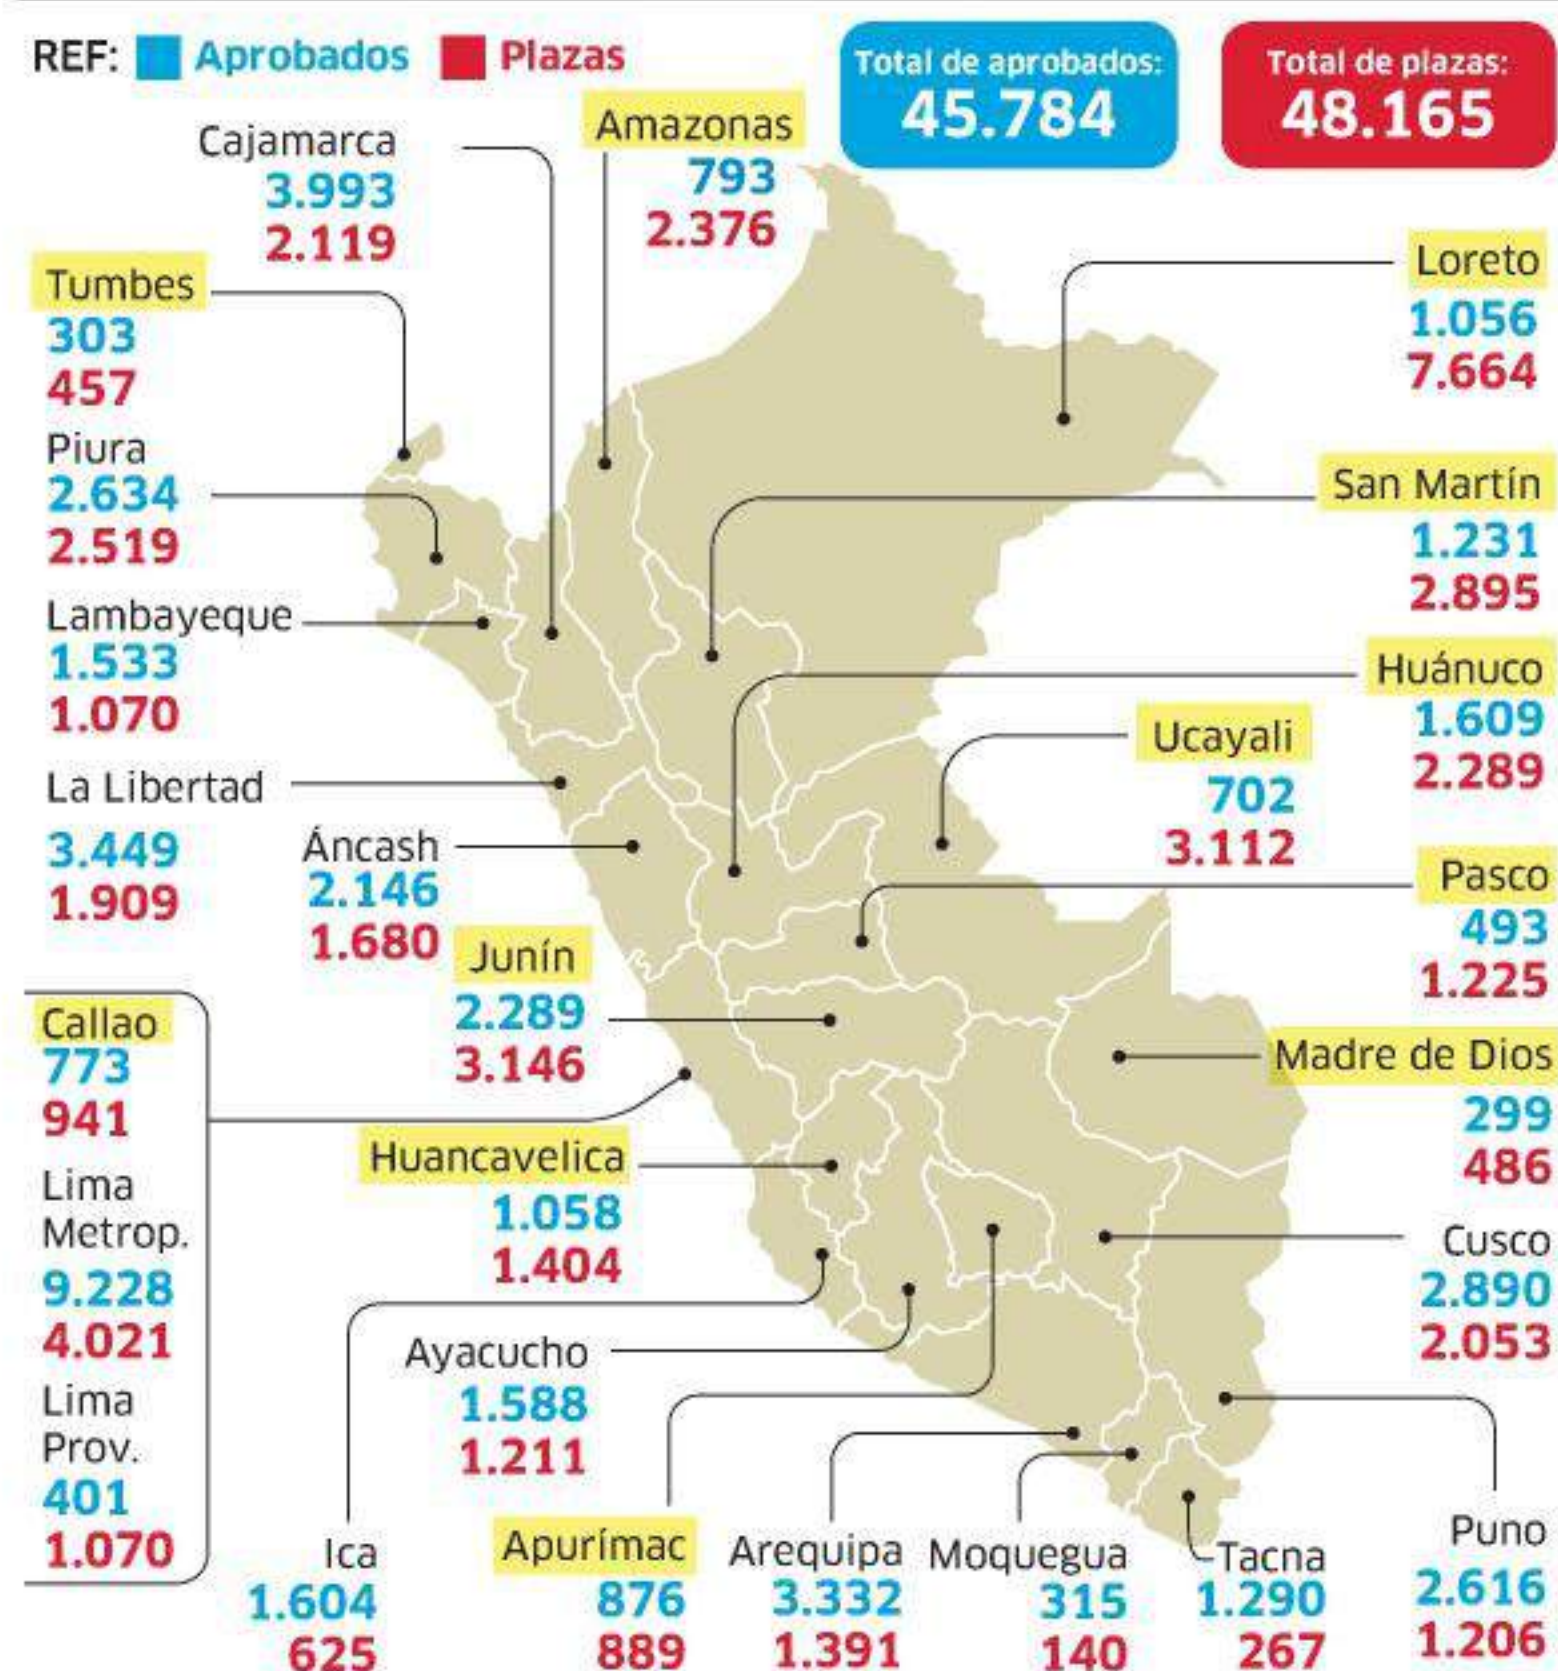 REF: Aprobados Plazas
Total de aprobados:
45.784
Total de plazas:
48.165
Cajamarca
3.993
2.119
Amazonas
793
2.376
Tumbes
303
457
Loreto
1.056
7.664
Piura
2.634
2.519
San Martín
1.231
2.895
Lambayeque
1.533
1.070
Huánuco
1.609
2.289
Ucayali
702
3.112
La Libertad
3.449
1.909
Áncash
2.146
1.680
Pasco
493
1.225
Junín
2.289
3.146
Callao
773
941
Madre de Dios
299
486
Huancavelica
1.058
1.404
Lima
Metrop.
9.228
4.021
Cusco
2.890
2.053
Ayacucho
1.588
1.211
Lima
Prov.
401
1.070
Ica
1.604
625
Apurímac
876
889
Arequipa
3.332
1.391
Moquegua
315
140
Tacna
1.290
267
Puno
2.616
1.206